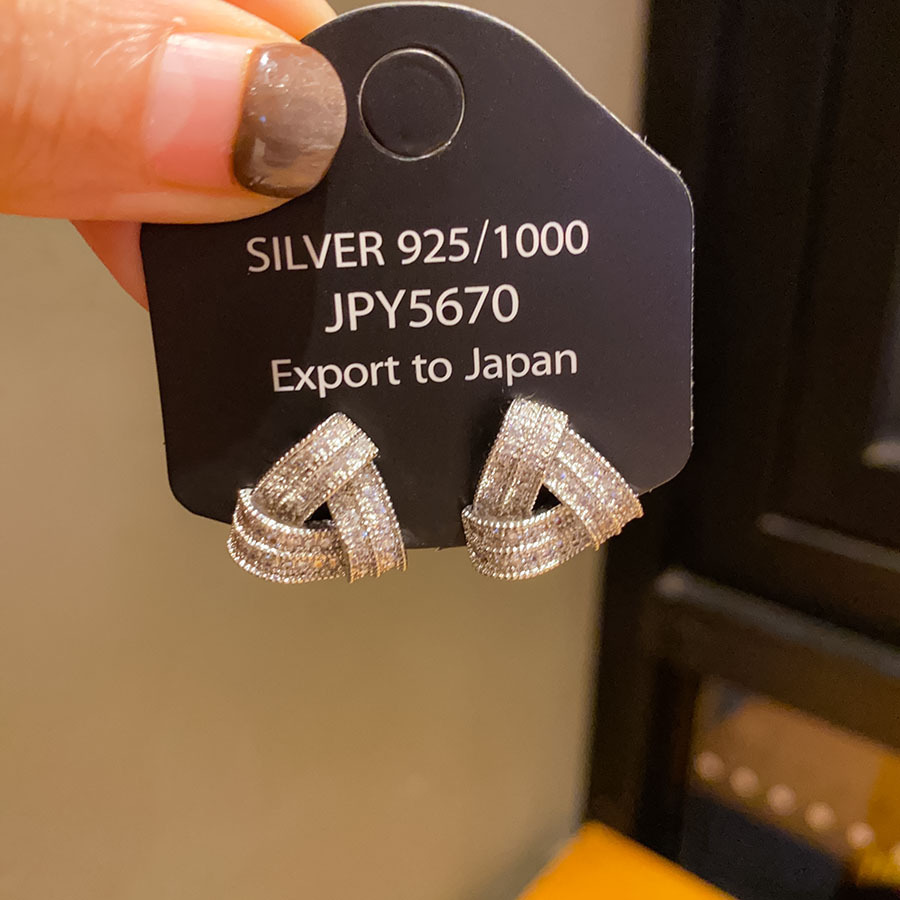 SILVER 925/1000
JPY5670
Export to Japan